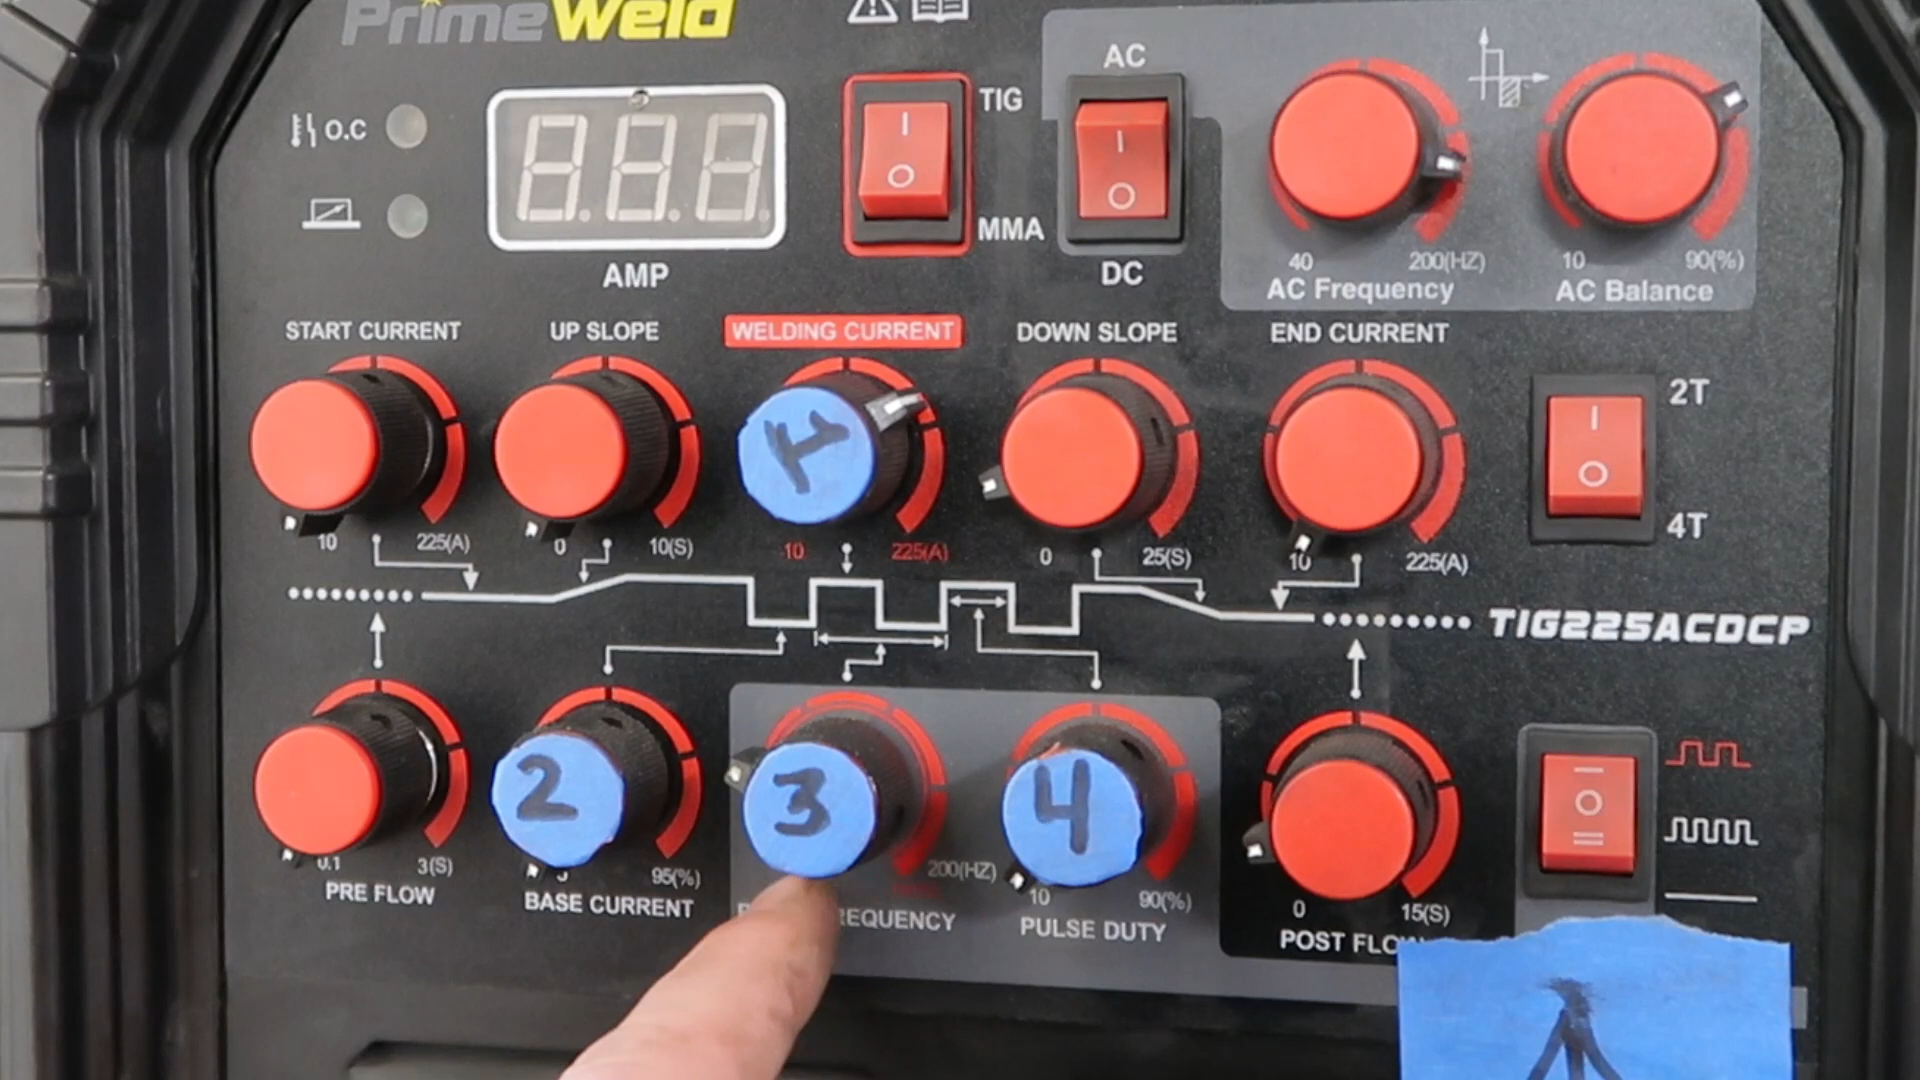 PrimeWeld
O.C
AMP
I
O
TIG
MMA
AC
I
O
DC
40
200(HZ)
AC Frequency
10
90(%)
AC Balance
START CURRENT
UP SLOPE
WELDING CURRENT
DOWN SLOPE
END CURRENT
1
I
O
2T
4T
10
225(A)
0
10(S)
10
225(A)
0
25(S)
10
225(A)
TIG225ACDCP
2
3
4
0.1
3(S)
PRE FLOW
95(%)
BASE CURRENT
200(HZ)
10
90(%)
PULSE DUTY
0
15(S)
POST FLOW
O